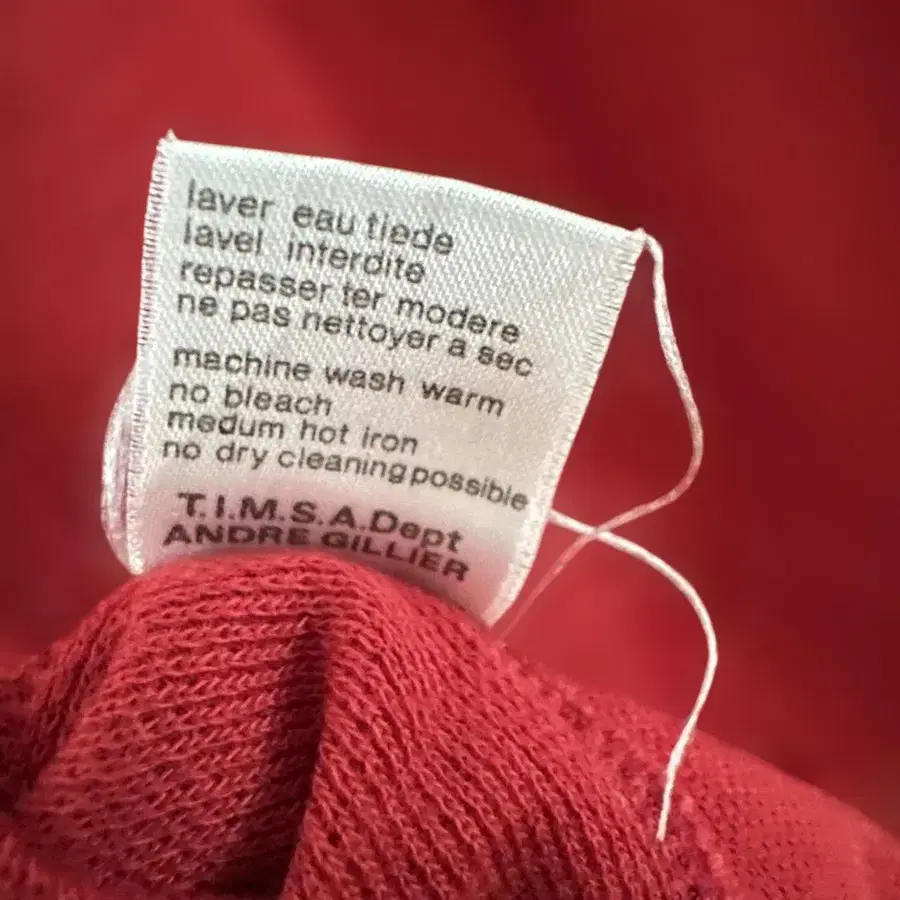 laver eau tiede
lavel interdite
repasser fer modere
ne pas nettoyer a sec
machine wash warm
no bleach
medum hot iron
no dry cleaning possible
T.I.M.S.A.Dept
ANDRE GILLIER